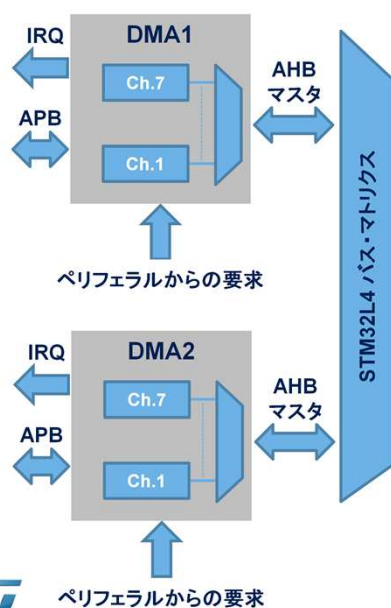 IRQ
DMA1
Ch.7
APB
AHB
マスタ
Ch.1
ペリフェラルからの要求
STM32L4 バス・マトリクス
IRQ
DMA2
Ch.7
APB
AHB
マスタ
Ch.1
ペリフェラルからの要求